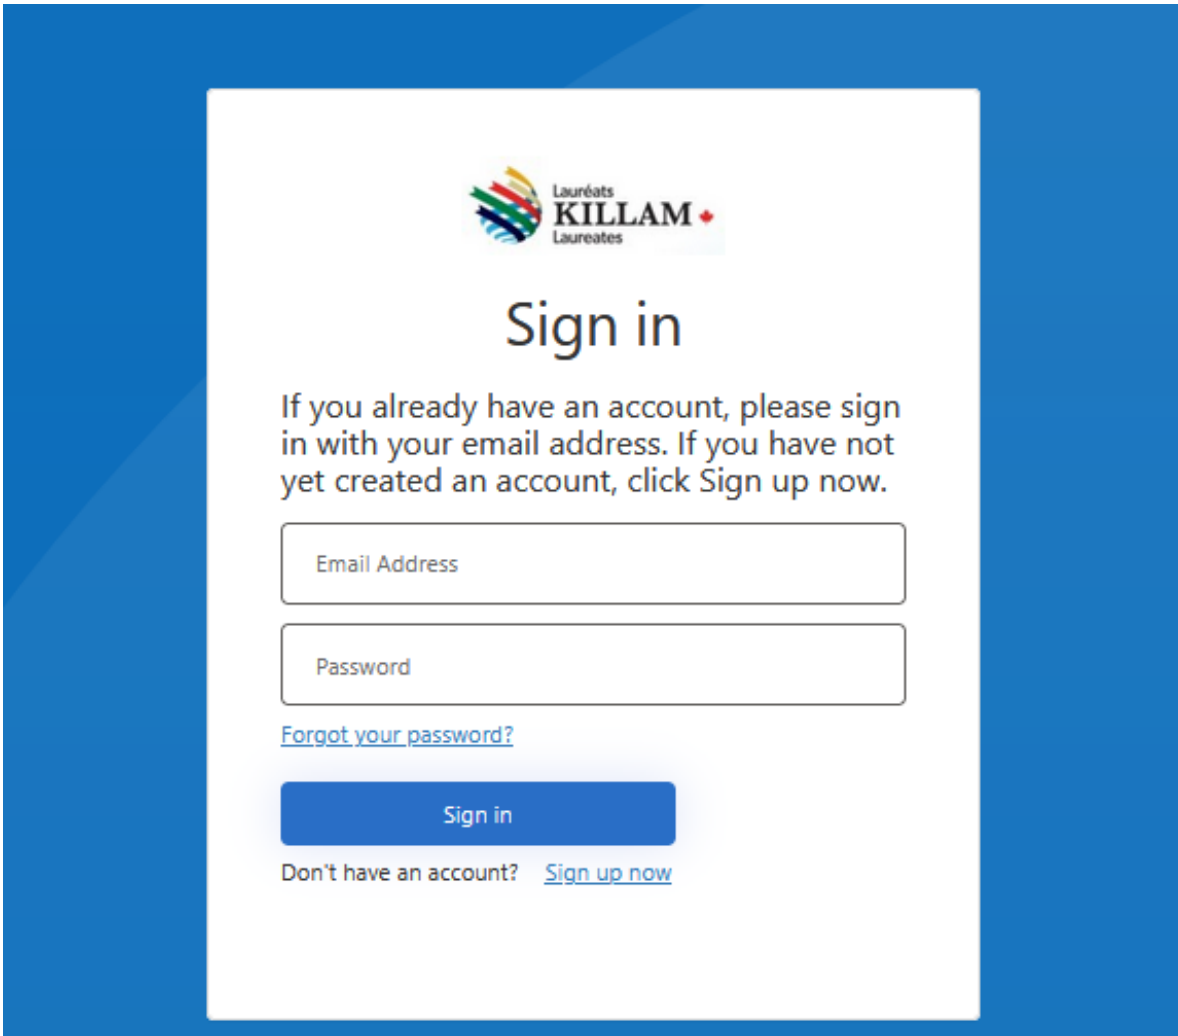 Lauréats
KILLAM
Laureates
Sign in
If you already have an account, please sign
in with your email address. If you have not
yet created an account, click Sign up now.
Email Address
Password
Forgot your password?
Sign in
Don't have an account? Sign up now